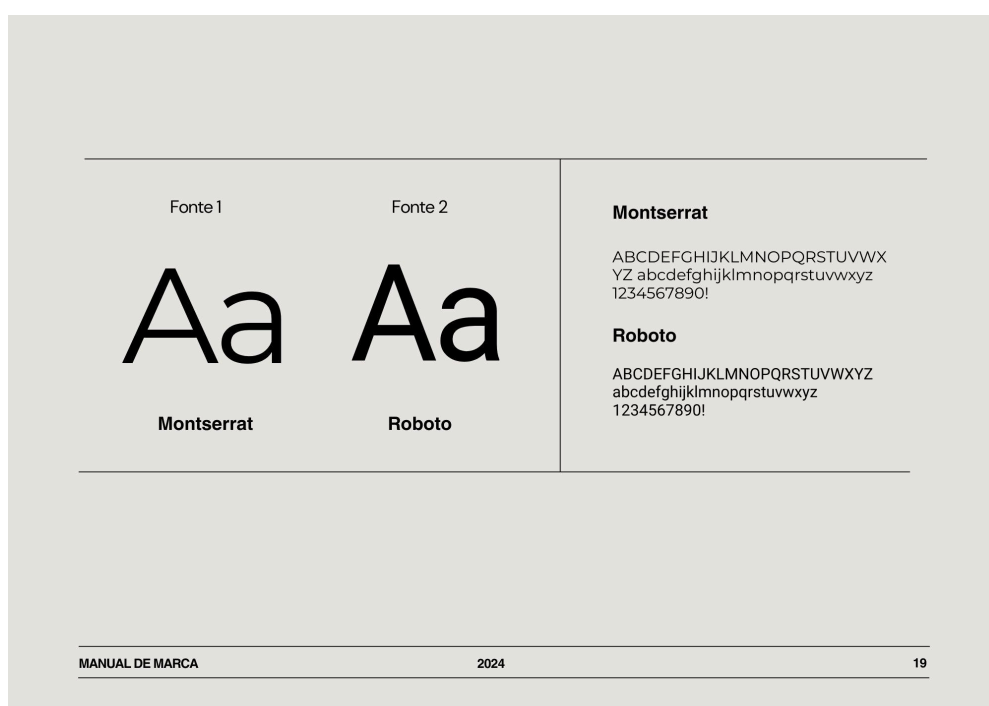 Fonte 1
Fonte 2
Aa
Aa
Montserrat
Roboto
Montserrat
ABCDEFGHIJKLMNOPQRSTUVWX
YZ abcdefghijklmnopqrstuvwxyz
1234567890!
Roboto
ABCDEFGHIJKLMNOPQRSTUVWXYZ
abcdefghijklmnopqrstuvwxyz
1234567890!
MANUAL DE MARCA
2024
19